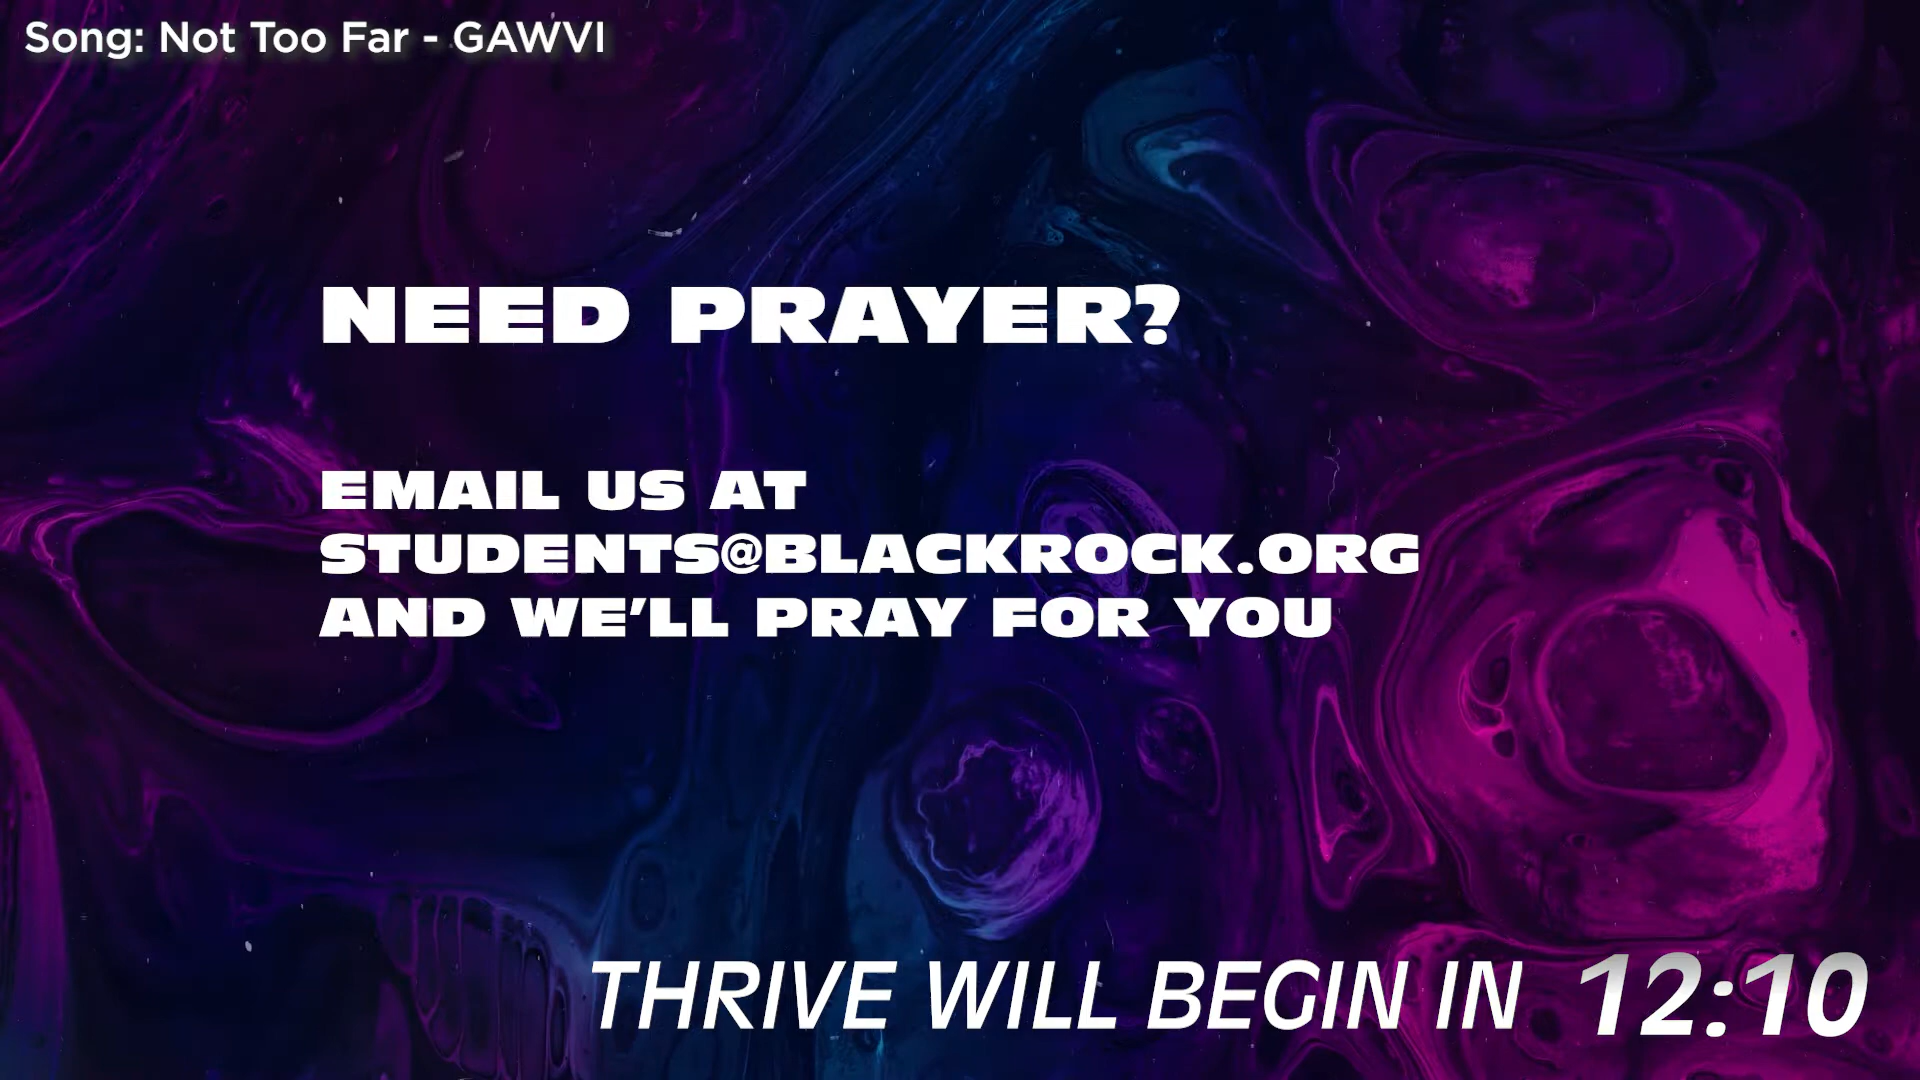 Song: Not Too Far - GAWVI
NEED PRAYER?
EMAIL US AT
STUDENTS@BLACKROCK.ORG
AND WE'LL PRAY FOR YOU
THRIVE WILL BEGIN IN 12:10